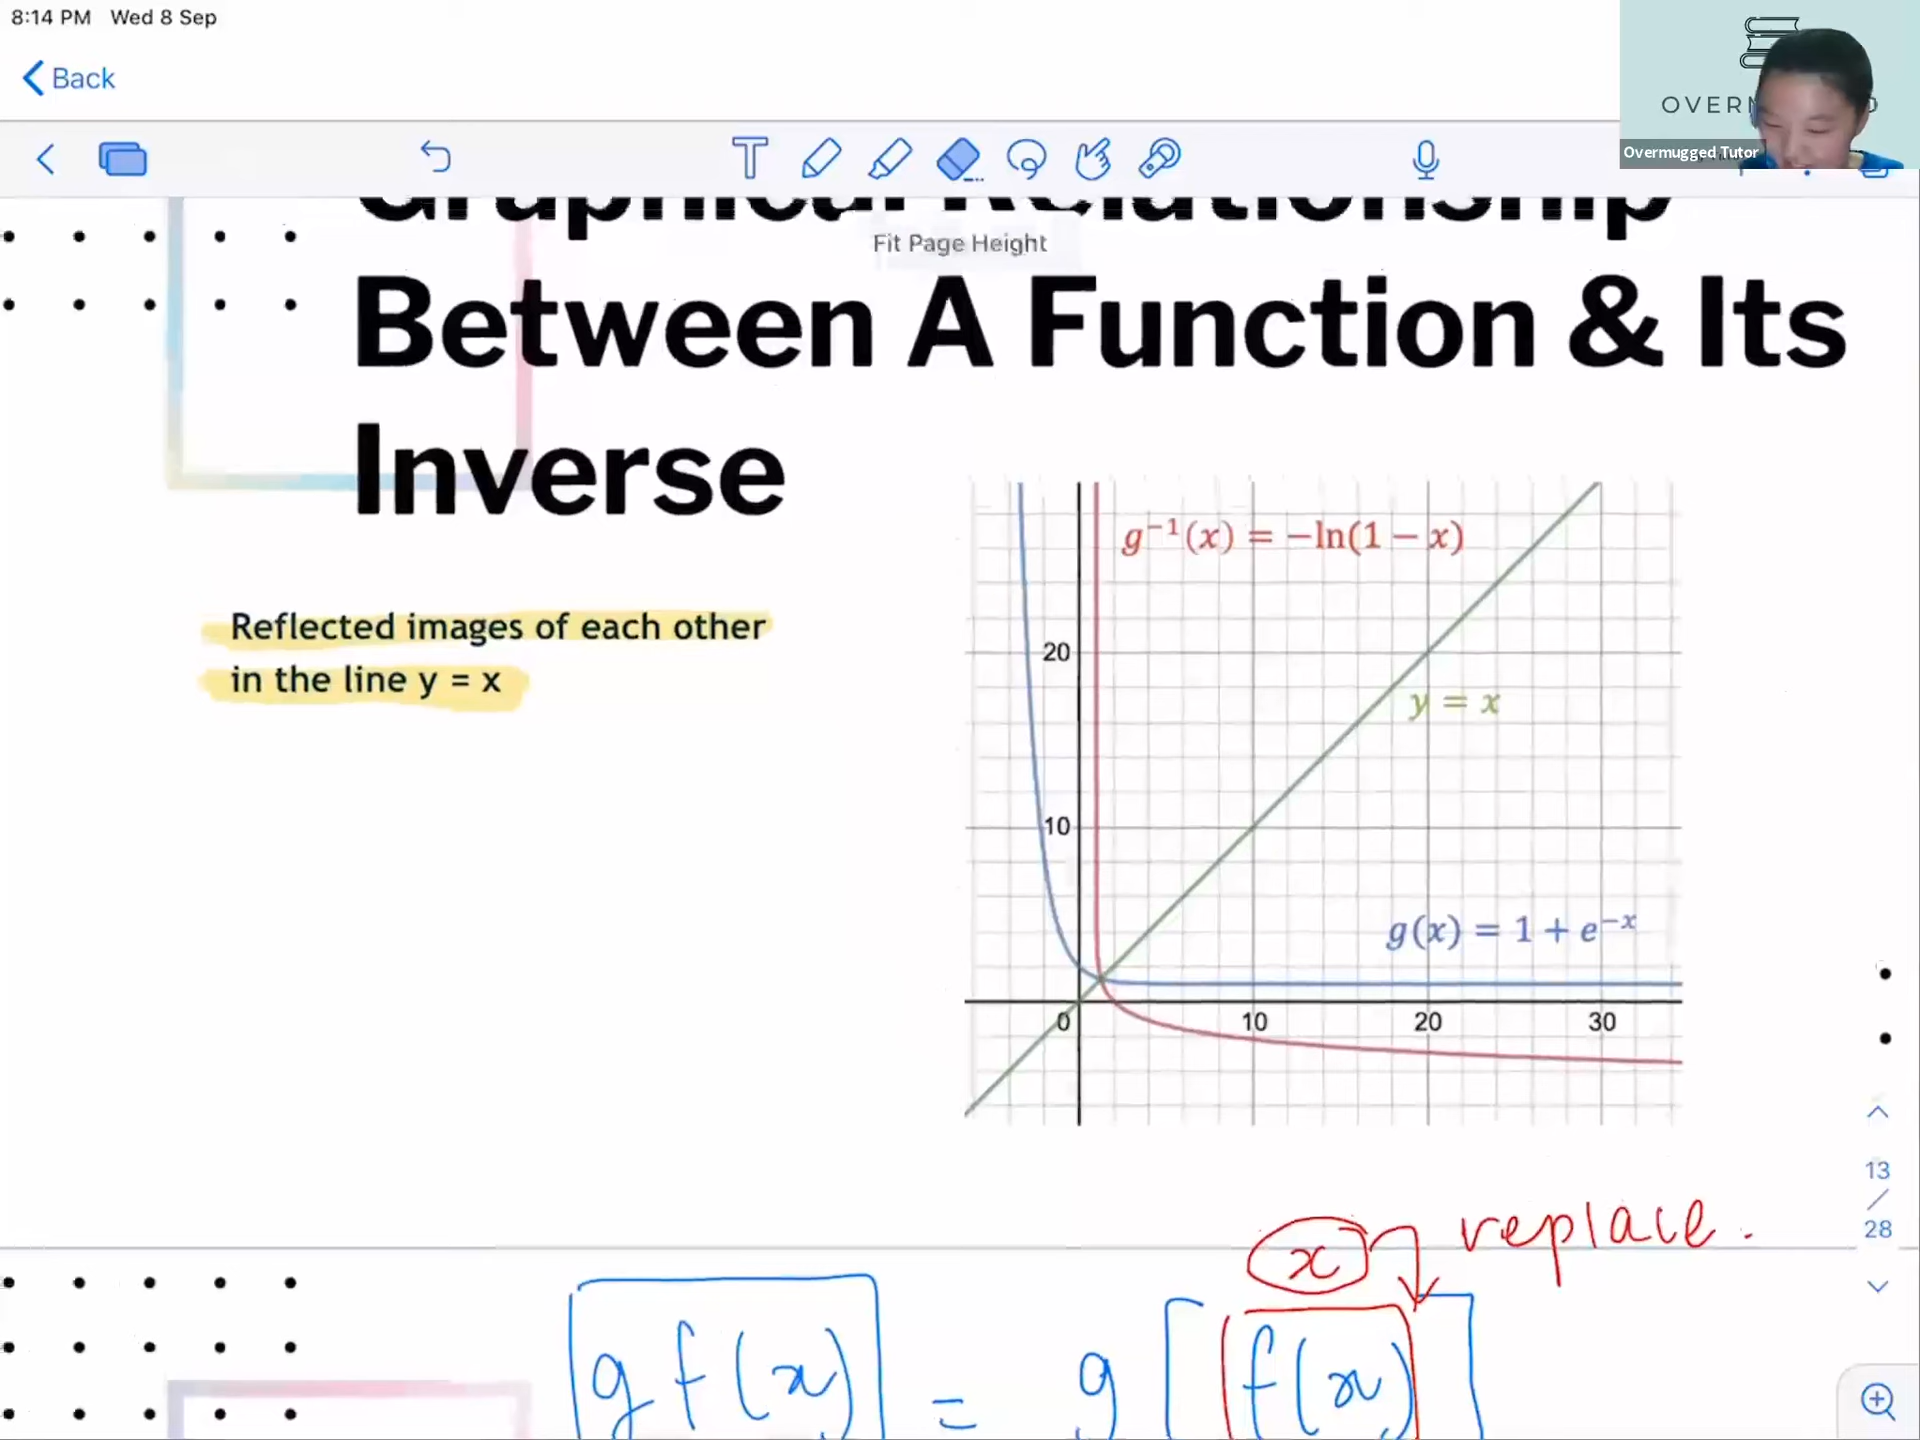 8:14 PM Wed 8 Sep
Back
Overmugged Tutor
Graphical Relationship
Fit Page Height
Between A Function & Its
Inverse
g⁻¹(x) = −ln(1 − x)
Reflected images of each other
in the line y = x
20
y = x
10
g(x) = 1 + e⁻ˣ
0 10 20 30
13
/
28
x replace.
gf(x) = g[f(x)]